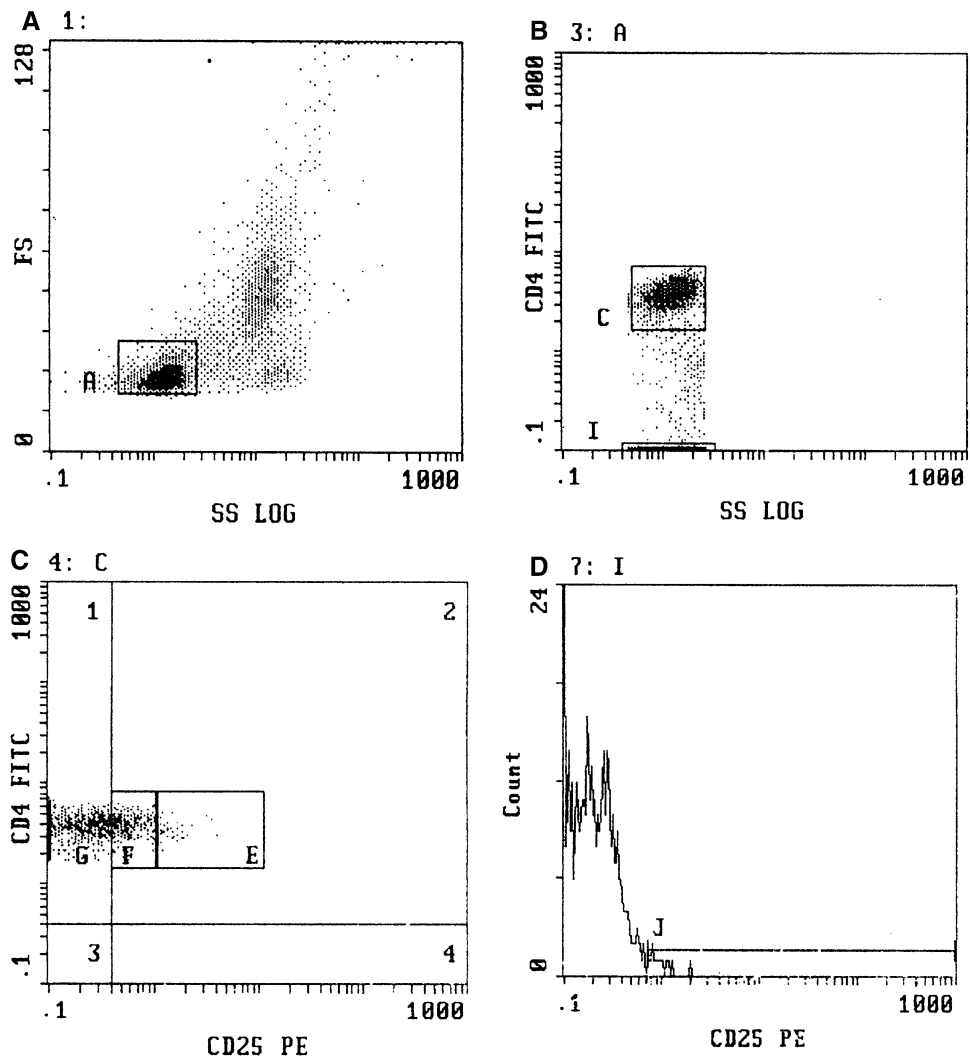 A 1:
128
FS
0
A
.1
1000
SS LOG
B 3: A
1000
CD4 FITC
.1
C
I
.1
1000
SS LOG
C 4: C
1000
CD4 FITC
.1
1
2
G
F
E
3
4
.1
1000
CD25 PE
D 7: I
24
Count
0
J
.1
1000
CD25 PE